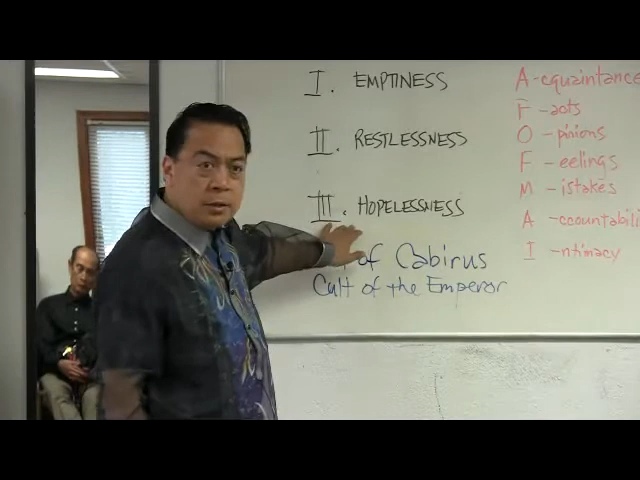 I. EMPTINESS
II. RESTLESSNESS
III. HOPELESSNESS
of Cabirus
Cult of the Emperor
A-cquaintance
F-acts
O-pinions
F-eelings
M-istakes
A-ccountabili
I-ntimacy